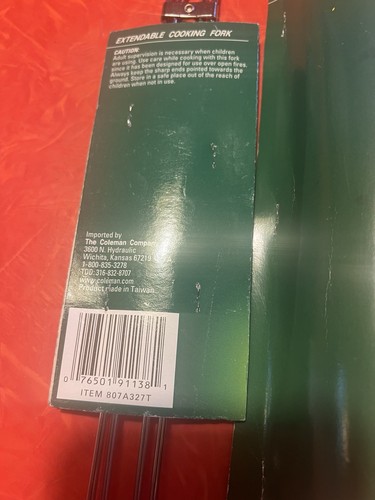 EXTENDABLE COOKING FORK
CAUTION:
Adult supervision is necessary when children
are using. Use care while cooking with this fork
since it has been designed for use over open fires.
Always keep the sharp ends pointed towards the
ground. Store in a safe place out of the reach of
children when not in use.
Imported by
The Coleman Company
3600 N. Hydraulic
Wichita, Kansas 67219
1-800-835-3278
TDD: 316-832-8707
www.coleman.com
Product made in Taiwan
0 76501 91138 1
ITEM 807A327T